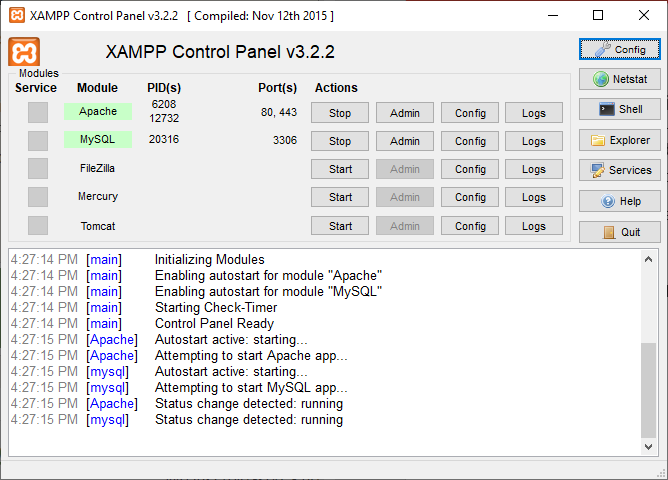 XAMPP Control Panel v3.2.2 [ Compiled: Nov 12th 2015 ]
XAMPP Control Panel v3.2.2
Config
Modules
Service Module PID(s) Port(s) Actions
Netstat
Apache 6208 12732 80, 443 Stop Admin Config Logs
Shell
MySQL 20316 3306 Stop Admin Config Logs
Explorer
FileZilla Start Admin Config Logs
Services
Mercury Start Admin Config Logs
Help
Tomcat Start Admin Config Logs
Quit
4:27:14 PM [main] Initializing Modules
4:27:14 PM [main] Enabling autostart for module "Apache"
4:27:14 PM [main] Enabling autostart for module "MySQL"
4:27:14 PM [main] Starting Check-Timer
4:27:14 PM [main] Control Panel Ready
4:27:15 PM [Apache] Autostart active: starting...
4:27:15 PM [Apache] Attempting to start Apache app...
4:27:15 PM [mysql] Autostart active: starting...
4:27:15 PM [mysql] Attempting to start MySQL app...
4:27:15 PM [Apache] Status change detected: running
4:27:15 PM [mysql] Status change detected: running